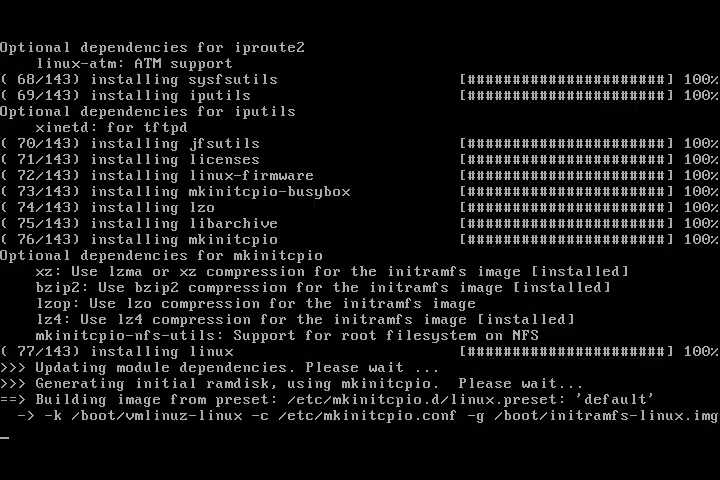 Optional dependencies for iproute2
    linux-atm: ATM support
( 68/143) installing sysfsutils                    [######################] 100%
( 69/143) installing iputils                       [######################] 100%
Optional dependencies for iputils
    xinetd: for tftpd
( 70/143) installing jfsutils                      [######################] 100%
( 71/143) installing licenses                      [######################] 100%
( 72/143) installing linux-firmware                [######################] 100%
( 73/143) installing mkinitcpio-busybox            [######################] 100%
( 74/143) installing lzo                           [######################] 100%
( 75/143) installing libarchive                    [######################] 100%
( 76/143) installing mkinitcpio                    [######################] 100%
Optional dependencies for mkinitcpio
    xz: Use lzma or xz compression for the initramfs image [installed]
    bzip2: Use bzip2 compression for the initramfs image [installed]
    lzop: Use lzo compression for the initramfs image
    lz4: Use lz4 compression for the initramfs image [installed]
    mkinitcpio-nfs-utils: Support for root filesystem on NFS
( 77/143) installing linux                         [######################] 100%
>>> Updating module dependencies. Please wait ...
>>> Generating initial ramdisk, using mkinitcpio.  Please wait...
==> Building image from preset: /etc/mkinitcpio.d/linux.preset: 'default'
  -> -k /boot/vmlinuz-linux -c /etc/mkinitcpio.conf -g /boot/initramfs-linux.img
_